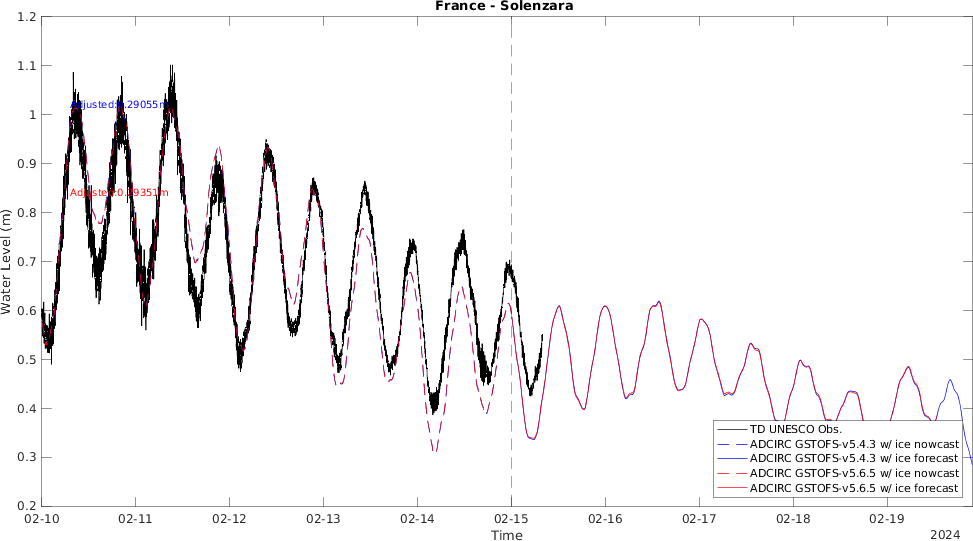 France - Solenzara
Water Level (m)
1.2
1.1
1
0.9
0.8
0.7
0.6
0.5
0.4
0.3
0.2
Adjusted:0.29055m
Adjusted:0.29351m
TD UNESCO Obs.
ADCIRC GSTOFS-v5.4.3 w/ ice nowcast
ADCIRC GSTOFS-v5.4.3 w/ ice forecast
ADCIRC GSTOFS-v5.6.5 w/ ice nowcast
ADCIRC GSTOFS-v5.6.5 w/ ice forecast
02-10 02-11 02-12 02-13 02-14 02-15 02-16 02-17 02-18 02-19
Time
2024